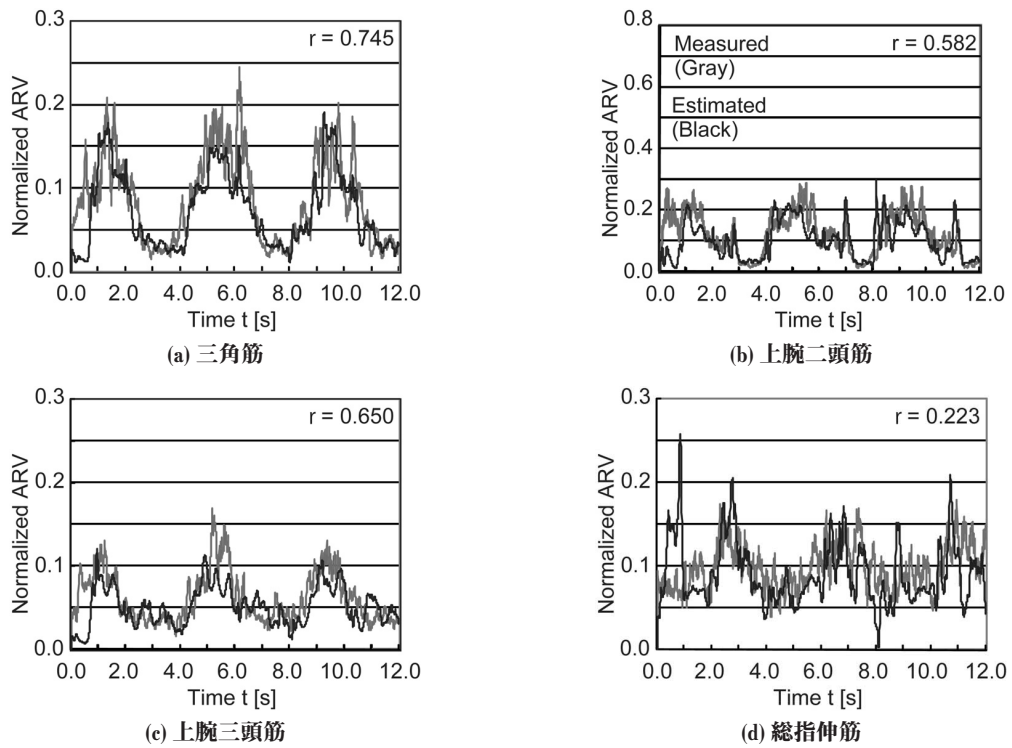 0.3
r = 0.745
0.2
0.1
0.0
Normalized ARV
0.0 2.0 4.0 6.0 8.0 10.0 12.0
Time t [s]
(a) 三角筋
0.8
Measured
(Gray)
r = 0.582
0.6
Estimated
(Black)
0.4
0.2
0.0
Normalized ARV
0.0 2.0 4.0 6.0 8.0 10.0 12.0
Time t [s]
(b) 上腕二頭筋
0.3
r = 0.650
0.2
0.1
0.0
Normalized ARV
0.0 2.0 4.0 6.0 8.0 10.0 12.0
Time t [s]
(c) 上腕三頭筋
0.3
r = 0.223
0.2
0.1
0.0
Normalized ARV
0.0 2.0 4.0 6.0 8.0 10.0 12.0
Time t [s]
(d) 総指伸筋